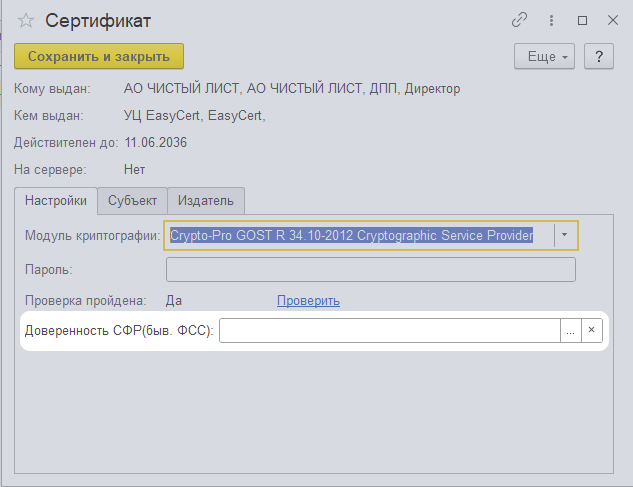 Сертификат
Сохранить и закрыть
Еще
?
Кому выдан: АО ЧИСТЫЙ ЛИСТ, АО ЧИСТЫЙ ЛИСТ, ДПП, Директор
Кем выдан: УЦ EasyCert, EasyCert,
Действителен до: 11.06.2036
На сервере: Нет
Настройки Субъект Издатель
Модуль криптографии: Crypto-Pro GOST R 34.10-2012 Cryptographic Service Provider
Пароль:
Проверка пройдена: Да Проверить
Доверенность СФР(быв. ФСС): ... ×